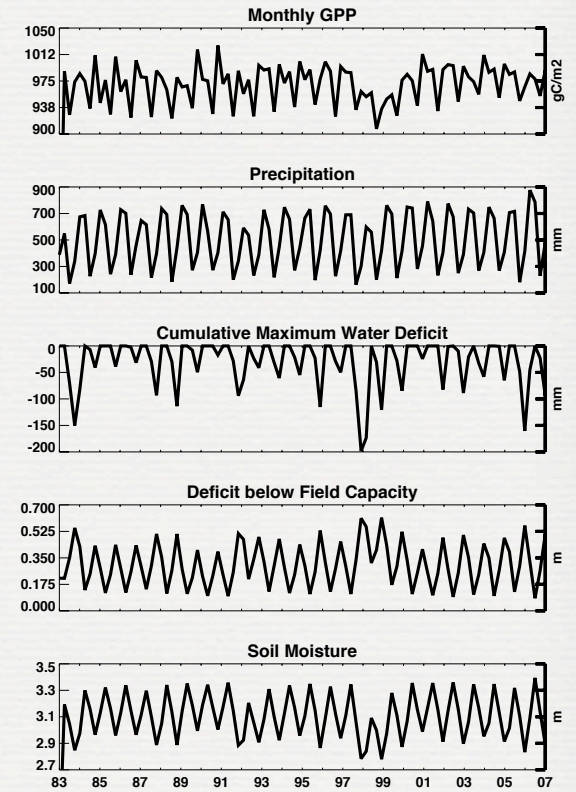 Monthly GPP
1050
1012
975
938
900
gC/m2
Precipitation
900
700
500
300
100
mm
Cumulative Maximum Water Deficit
0
-50
-100
-150
-200
mm
Deficit below Field Capacity
0.700
0.525
0.350
0.175
0.000
m
Soil Moisture
3.5
3.3
3.1
2.9
2.7
m
83 85 87 89 91 93 95 97 99 01 03 05 07